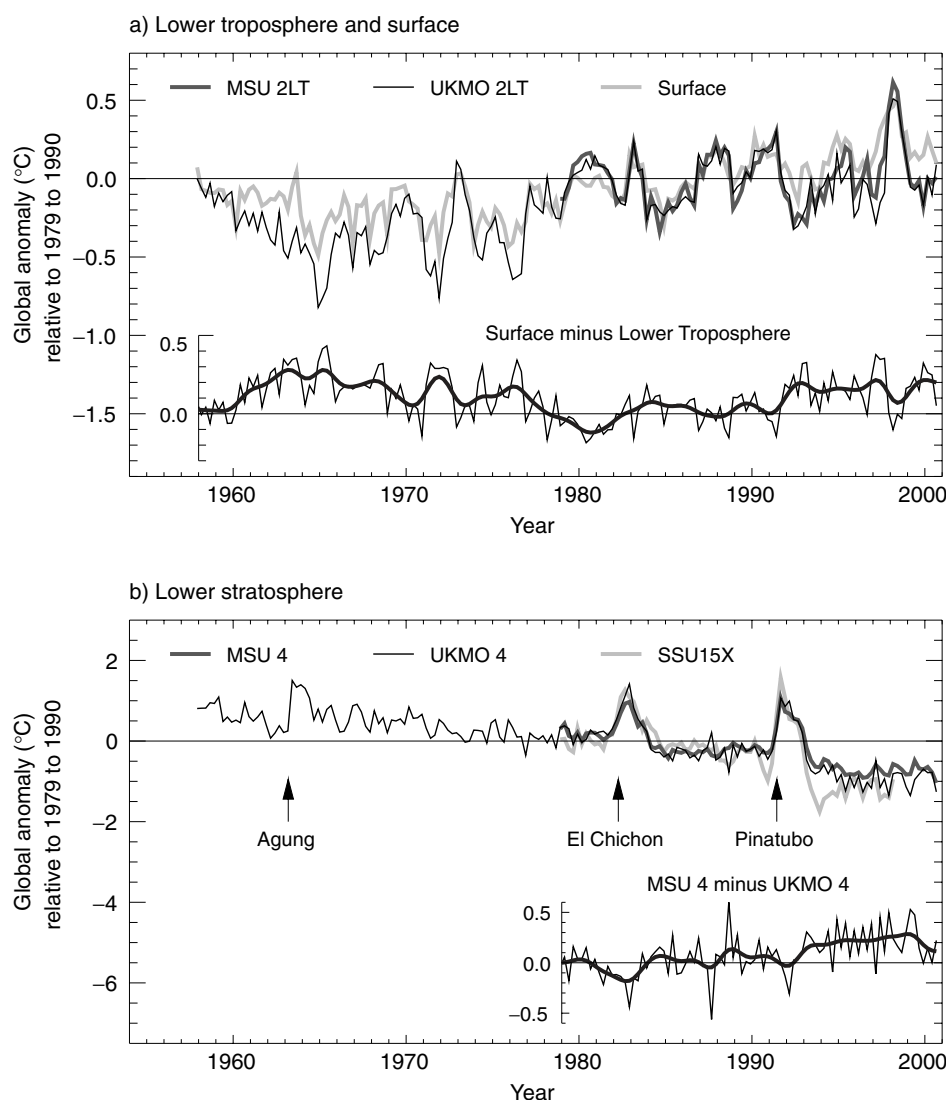 a) Lower troposphere and surface
MSU 2LT UKMO 2LT Surface
Global anomaly (°C)
relative to 1979 to 1990
0.5
0.0
−0.5
−1.0
−1.5
Surface minus Lower Troposphere
0.5
0.0
1960 1970 1980 1990 2000
Year
b) Lower stratosphere
MSU 4 UKMO 4 SSU15X
Global anomaly (°C)
relative to 1979 to 1990
2
0
−2
−4
−6
Agung El Chichon Pinatubo
MSU 4 minus UKMO 4
0.5
0.0
−0.5
1960 1970 1980 1990 2000
Year